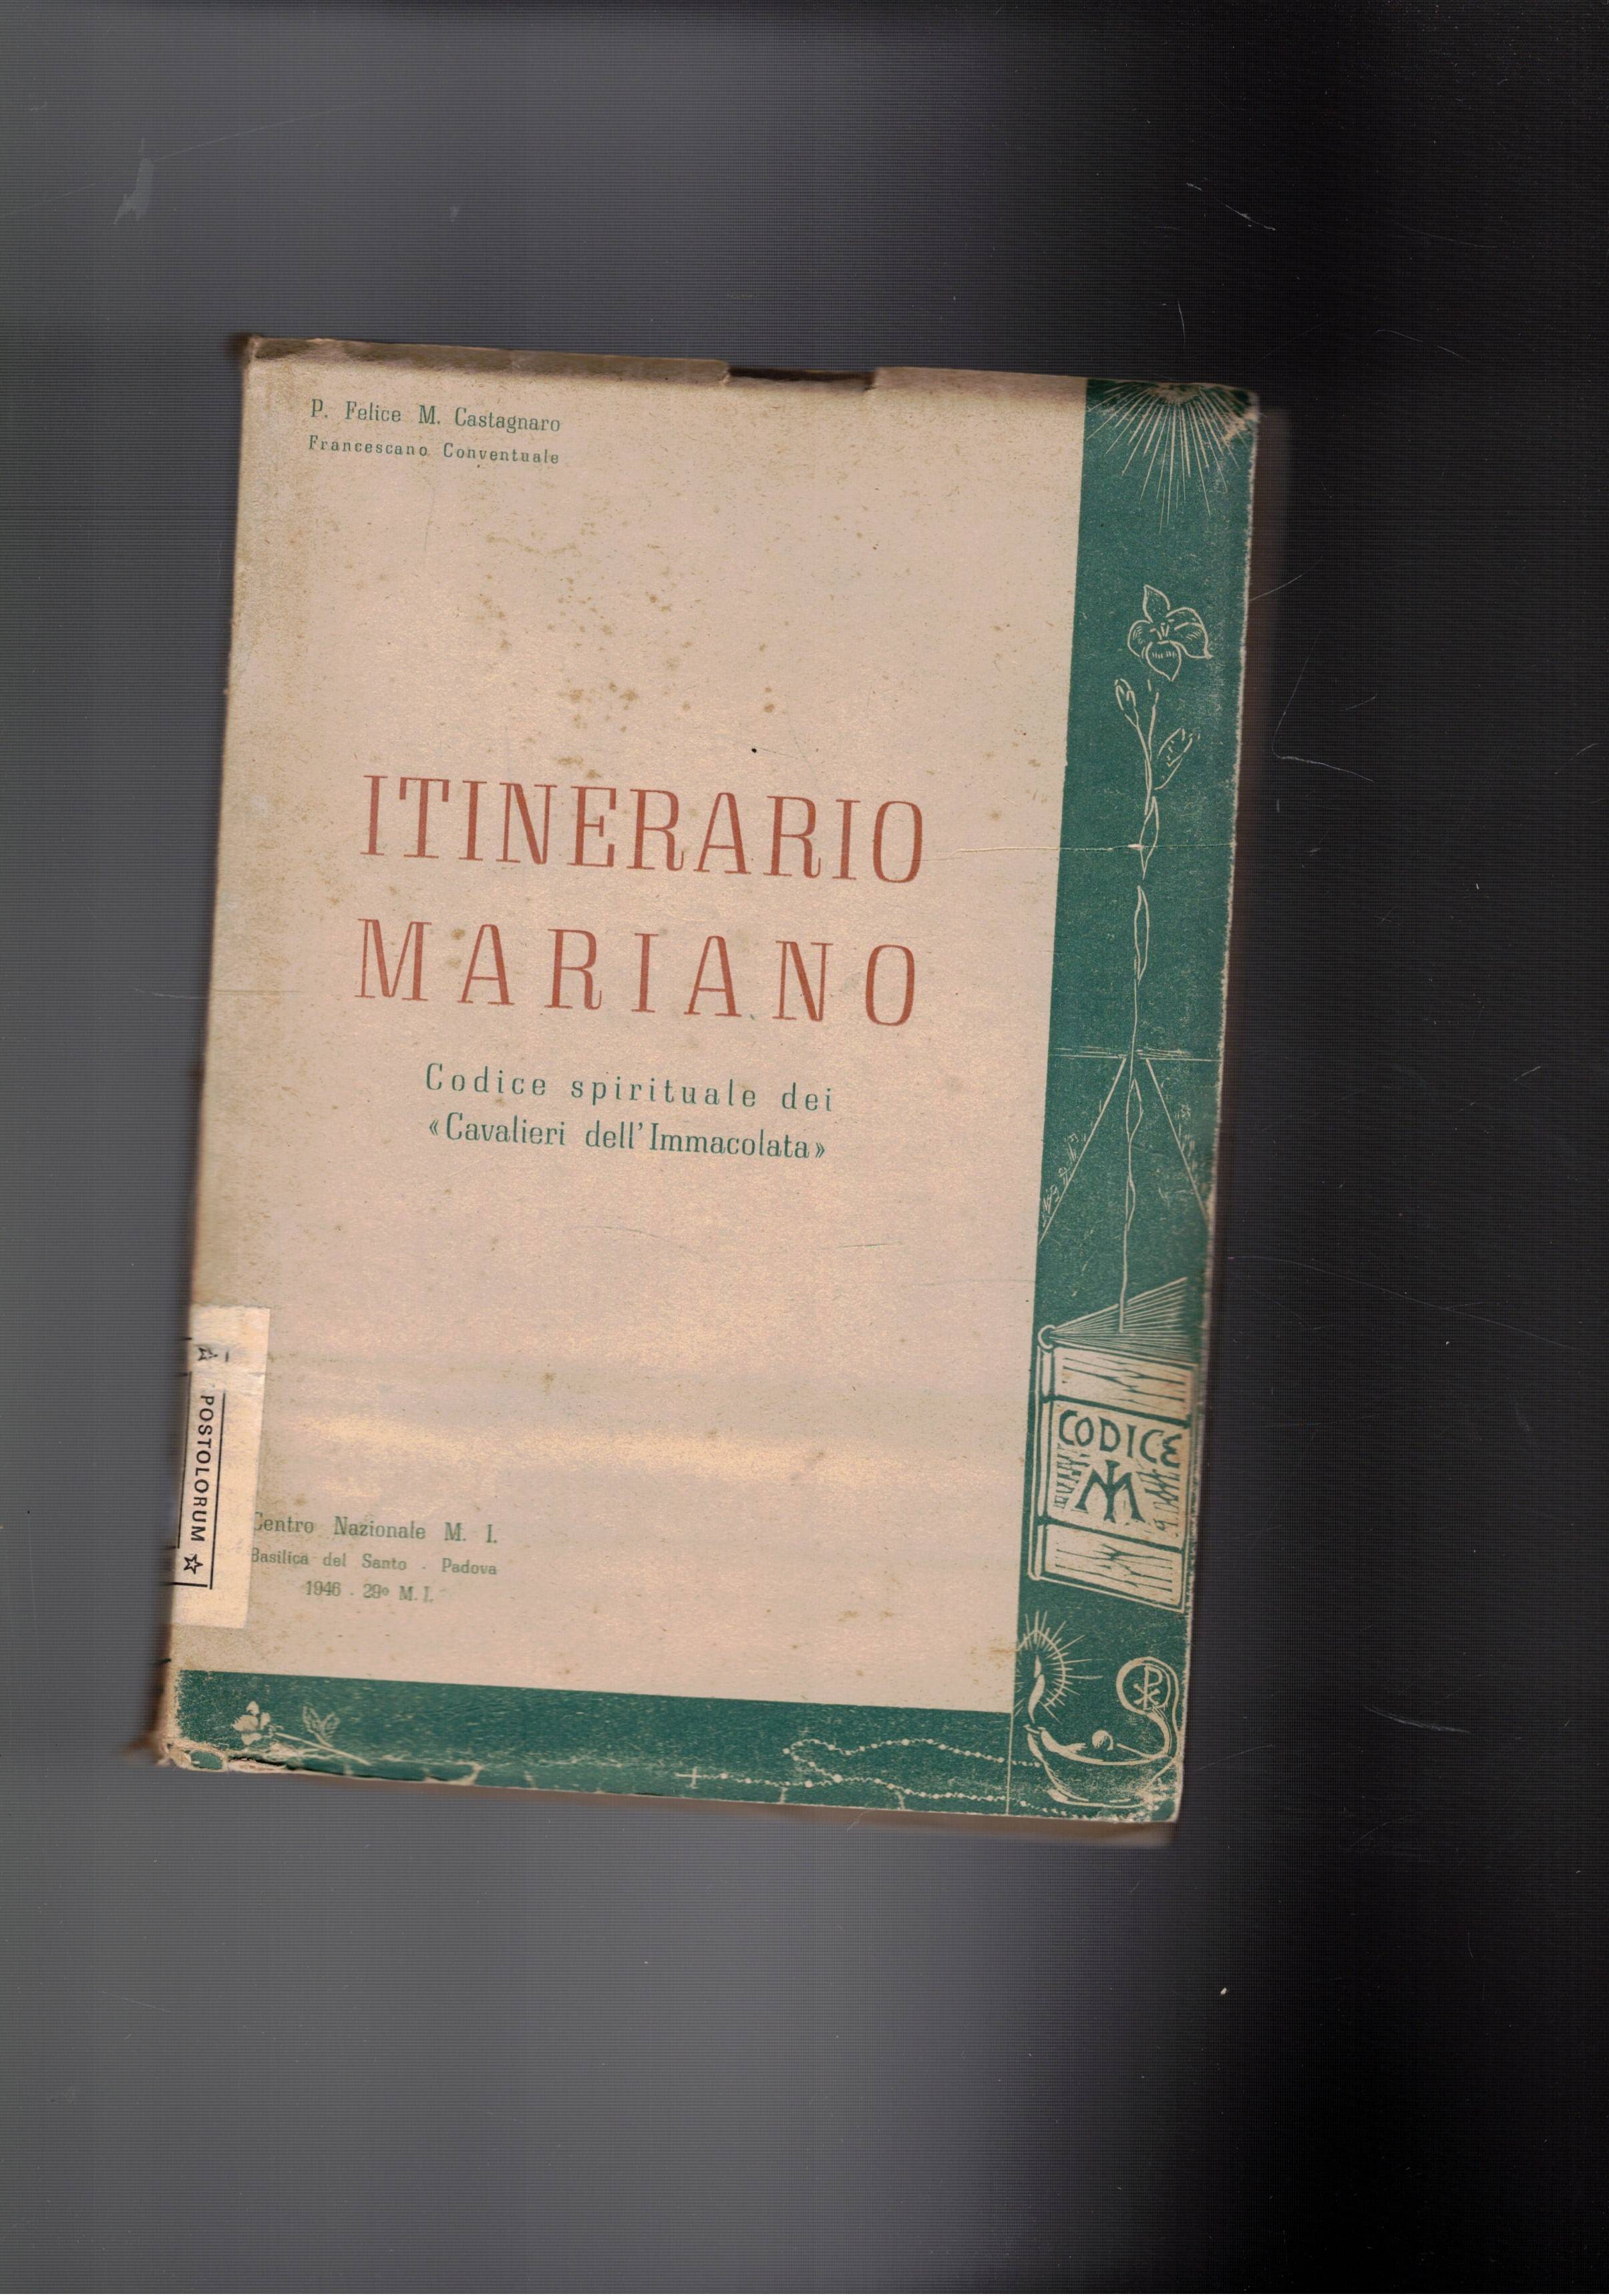 P. Felice M. Castagnaro
Francescano Conventuale
ITINERARIO
MARIANO
Codice spirituale dei
«Cavalieri dell'Immacolata»
CODICE
M
POSTOLORUM ☆
Centro Nazionale M. I.
Basilica del Santo - Padova
1946 - 29º M. I.